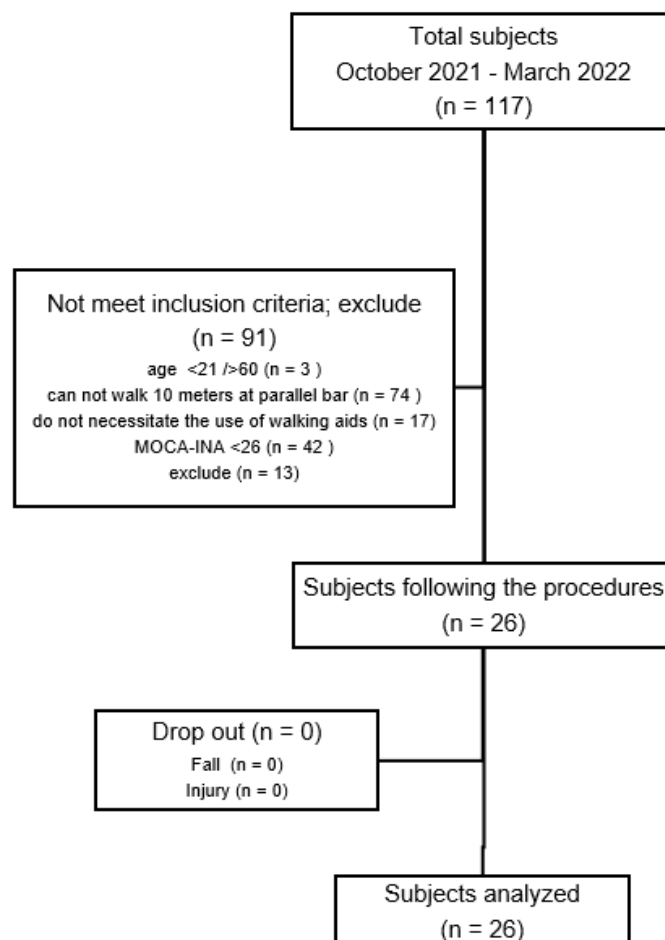 Total subjects
October 2021 - March 2022
(n = 117)
Not meet inclusion criteria; exclude
(n = 91)
age <21 />60 (n = 3 )
can not walk 10 meters at parallel bar (n = 74 )
do not necessitate the use of walking aids (n = 17)
MOCA-INA <26 (n = 42 )
exclude (n = 13)
Subjects following the procedures
(n = 26)
Drop out (n = 0)
Fall (n = 0)
Injury (n = 0)
Subjects analyzed
(n = 26)